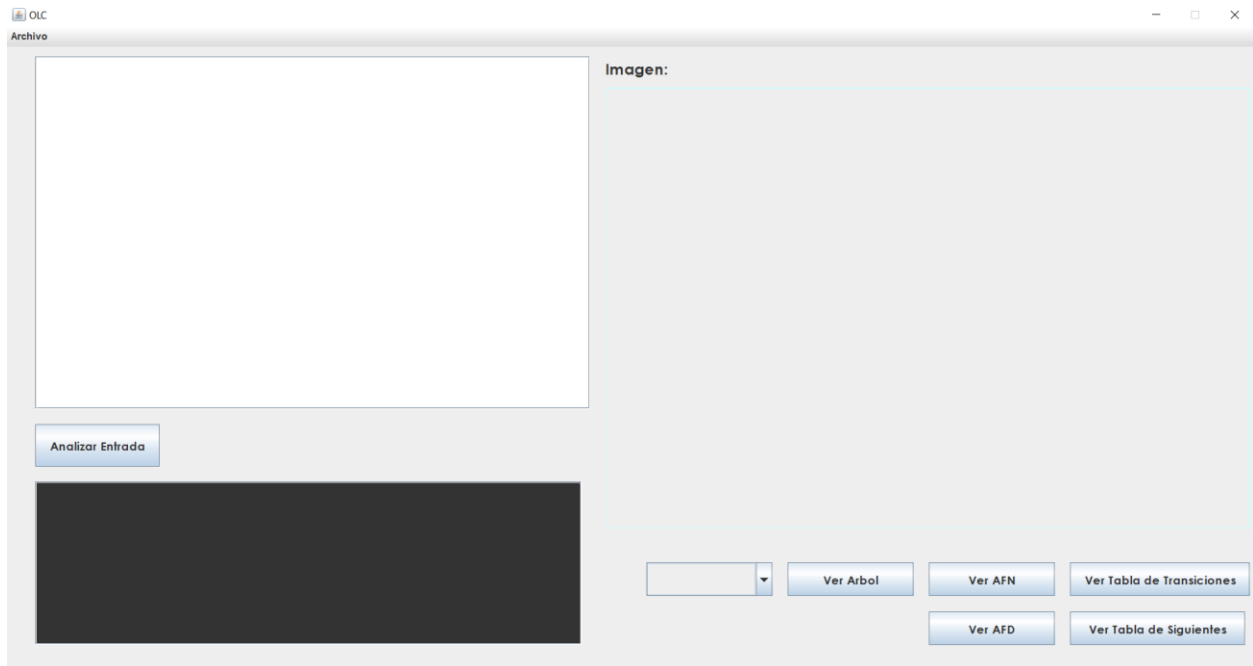 OLC
Archivo
Imagen:
Analizar Entrada
Ver Arbol
Ver AFN
Ver Tabla de Transiciones
Ver AFD
Ver Tabla de Siguientes